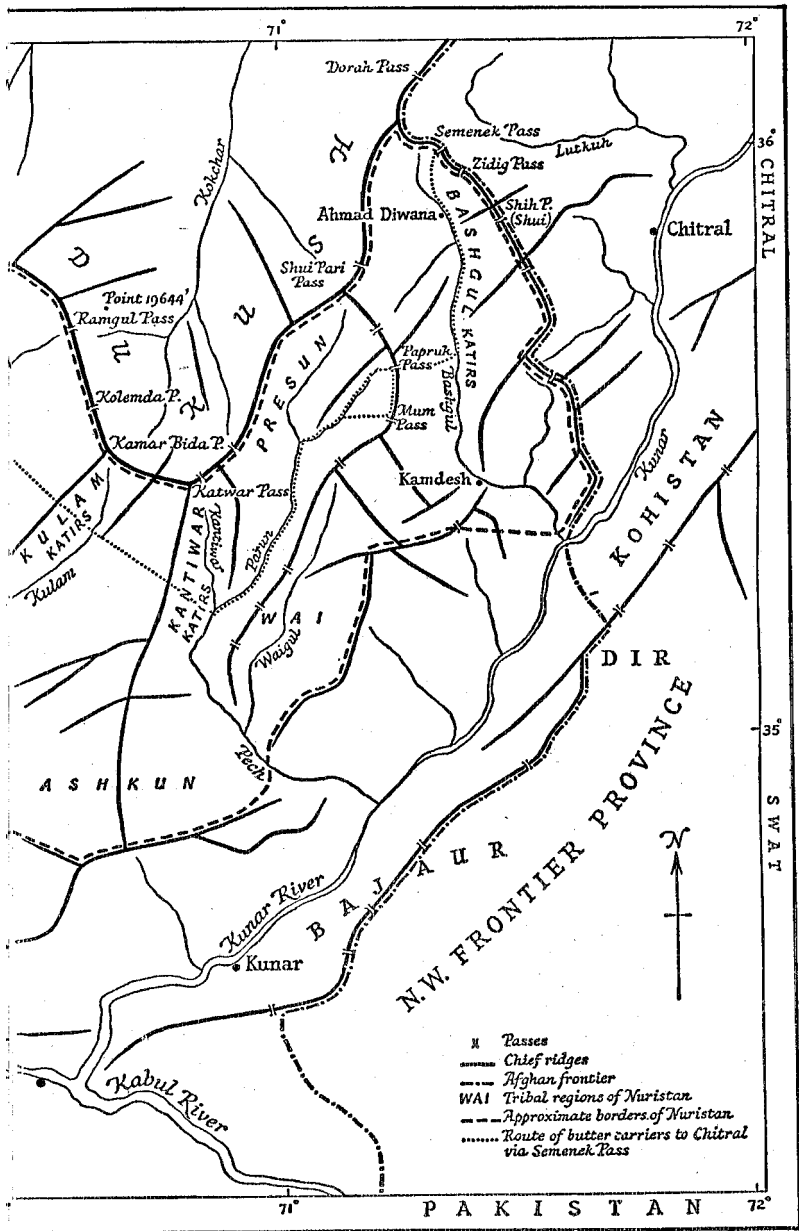 71°
72°
Dorah Pass
H
Semenek Pass
Lutkuh
36°
Zidig Pass
CHITRAL
Kokchar
BASHGUL KATIRS
Shih P.
(Shui)
Ahmad Diwana
Chitral
D
S
Shui Pari
Pass
Point 19644'
Ramgul Pass
U
U
PRESUN
Papruk
Pass
Bashgul
Kolemda P.
K
Mum
Pass
Kamar Bida P.
Kunar
KOHISTAN
Kamdesh
Katwar Pass
KULAM
KATIRS
Kulam
KANTIWAR
KATIRS
Kantiwar
Parun
WAI
Waigul
DIR
35°
Pech
ASHKUN
SWAT
N
BAJAUR
N.W. FRONTIER PROVINCE
Kunar River
Kunar
Kabul River
Passes
Chief ridges
Afghan frontier
WAI Tribal regions of Nuristan
Approximate borders of Nuristan
Route of butter carriers to Chitral
via Semenek Pass
71°
72°
PAKISTAN